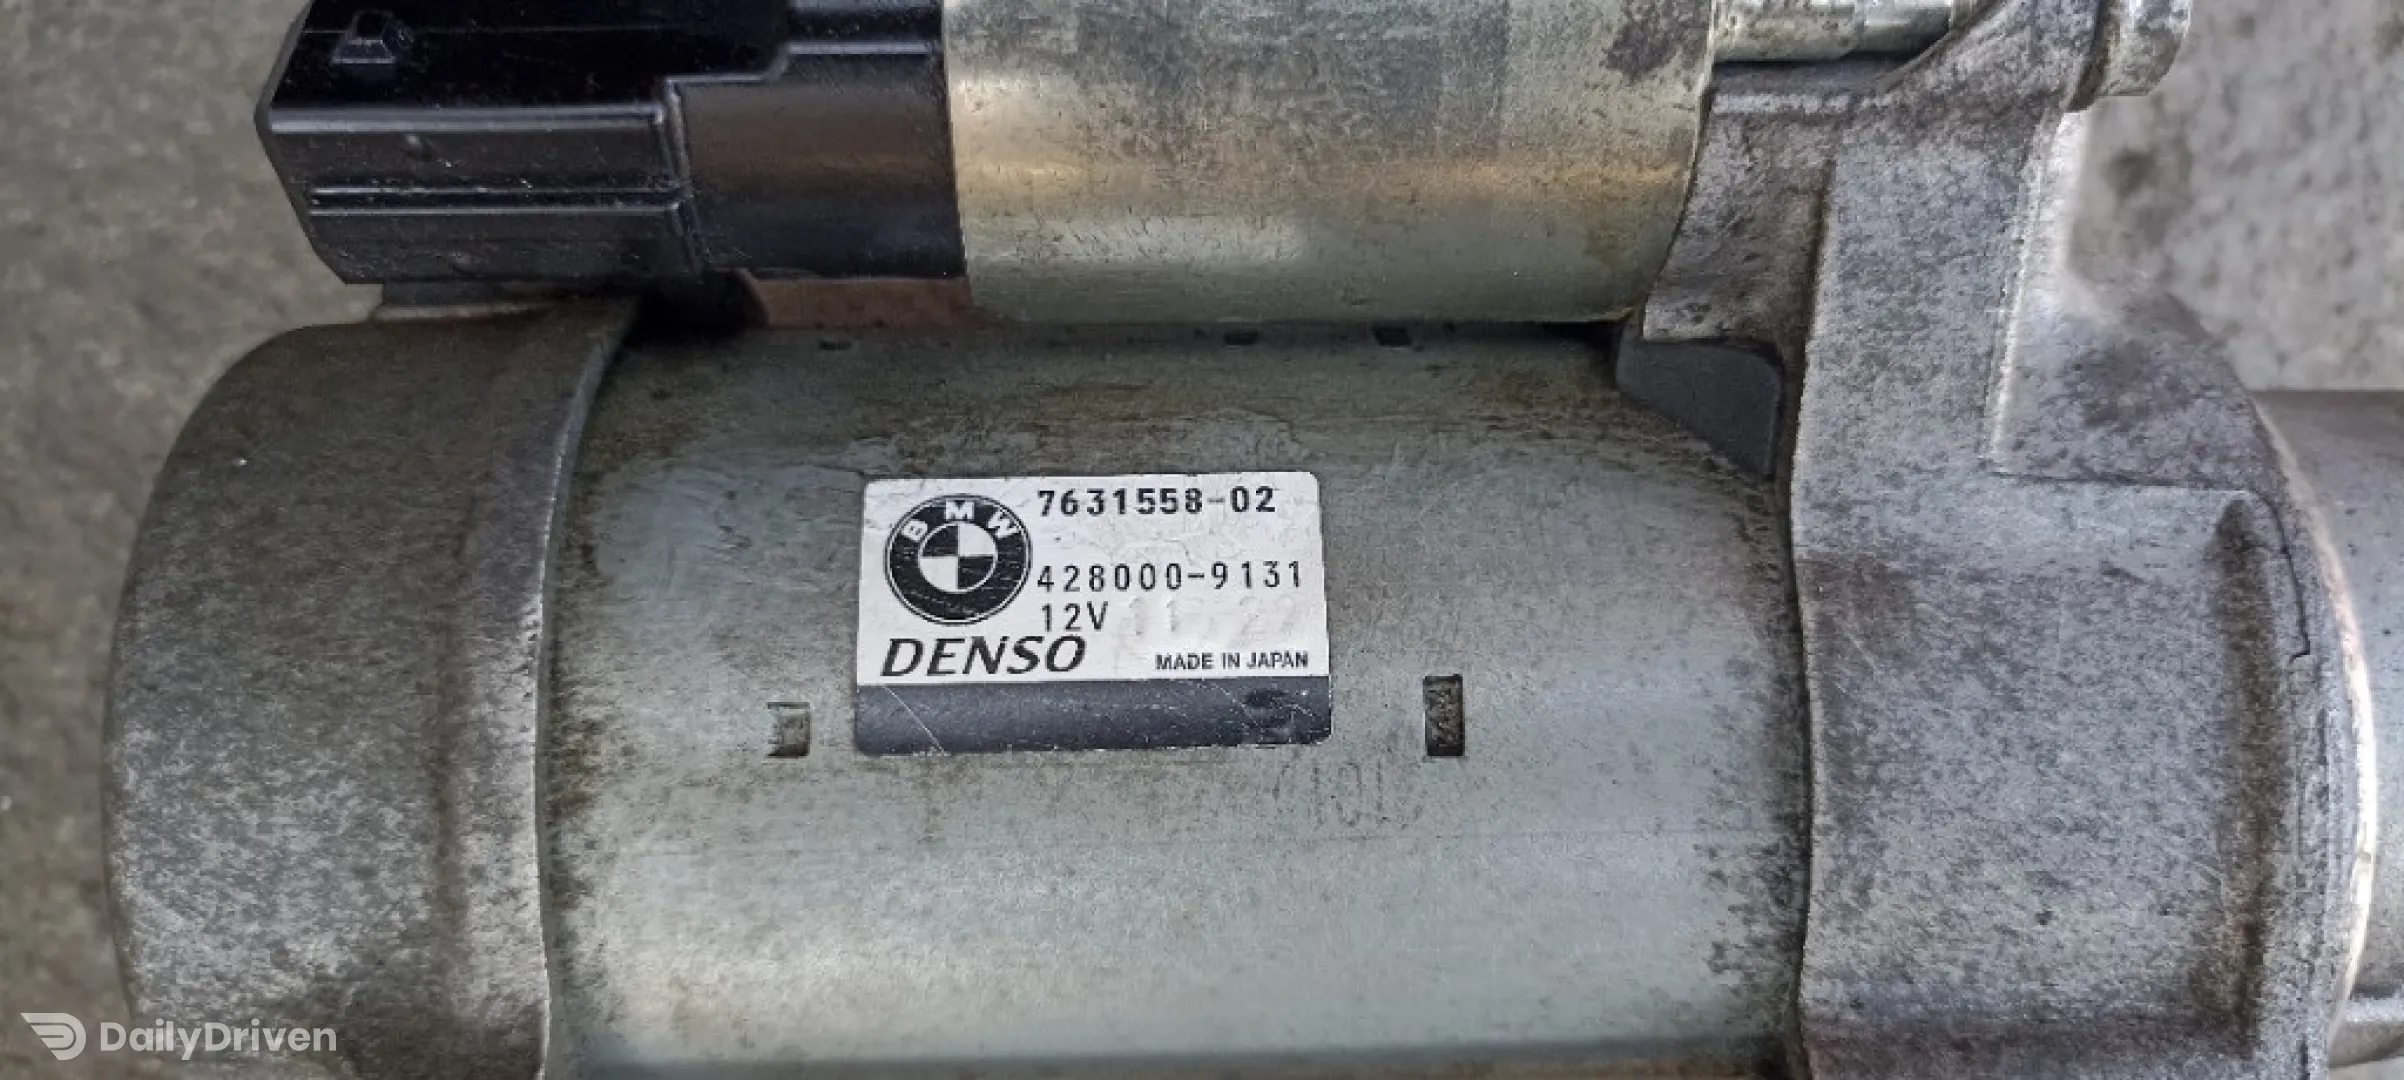 BMW
7631558-02
428000-9131
12V
DENSO
MADE IN JAPAN
DailyDriven